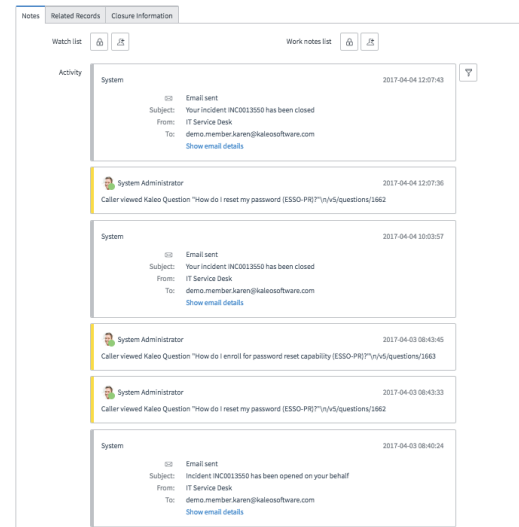 Notes Related Records Closure Information
Watch list Work notes list
Activity
System 2017-04-04 12:07:43
Email sent
Subject: Your incident INC0013550 has been closed
From: IT Service Desk
To: demo.member.karen@kaleosoftware.com
Show email details
System Administrator 2017-04-04 12:07:36
Caller viewed Kaleo Question "How do I reset my password (ESSO-PR)?"\n/v5/questions/1662
System 2017-04-04 10:03:57
Email sent
Subject: Your incident INC0013550 has been closed
From: IT Service Desk
To: demo.member.karen@kaleosoftware.com
Show email details
System Administrator 2017-04-03 08:43:45
Caller viewed Kaleo Question "How do I enroll for password reset capability (ESSO-PR)?"\n/v5/questions/1663
System Administrator 2017-04-03 08:43:33
Caller viewed Kaleo Question "How do I reset my password (ESSO-PR)?"\n/v5/questions/1662
System 2017-04-03 08:40:24
Email sent
Subject: Incident INC0013550 has been opened on your behalf
From: IT Service Desk
To: demo.member.karen@kaleosoftware.com
Show email details